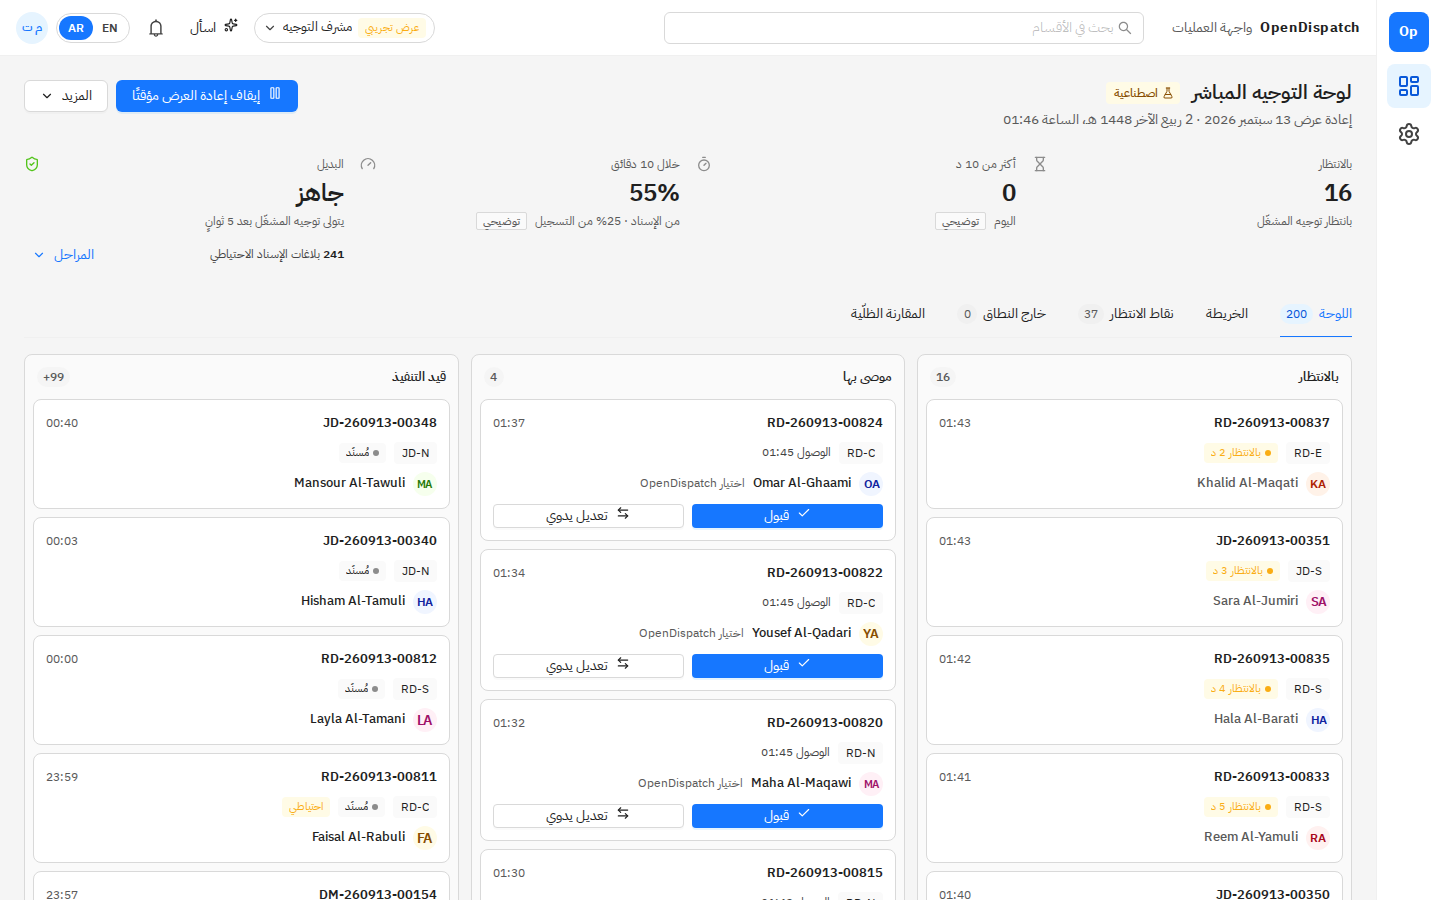 Op
OpenDispatch واجهة العمليات
بحث في الأقسام
عرض تجريبي مشرف التوجيه
اسأل
EN AR
م ت
لوحة التوجيه المباشر اصطناعية
إعادة عرض 13 سبتمبر 2026 · 2 ربيع الآخر 1448 هـ، الساعة 01:46
إيقاف إعادة العرض مؤقتًا
المزيد
بالانتظار
16
بانتظار توجيه المشغّل
أكثر من 10 د
0
اليوم توضيحي
خلال 10 دقائق
55%
من الإسناد · 25% من التسجيل توضيحي
البديل
جاهز
يتولى توجيه المشغّل بعد 5 ثوانٍ
241 بلاغات الإسناد الاحتياطي
المراحل
اللوحة 200
الخريطة
نقاط الانتظار 37
خارج النطاق 0
المقارنة الظلّية
بالانتظار 16
RD-260913-00837 01:43
RD-E بالانتظار 2 د
KA Khalid Al-Maqati
JD-260913-00351 01:43
JD-S بالانتظار 3 د
SA Sara Al-Jumiri
RD-260913-00835 01:42
RD-S بالانتظار 4 د
HA Hala Al-Barati
RD-260913-00833 01:41
RD-S بالانتظار 5 د
RA Reem Al-Yamuli
JD-260913-00350 01:40
موصى بها 4
RD-260913-00824 01:37
RD-C الوصول 01:45
OA Omar Al-Ghaami اختيار OpenDispatch
قبول تعديل يدوي
RD-260913-00822 01:34
RD-C الوصول 01:45
YA Yousef Al-Qadari اختيار OpenDispatch
قبول تعديل يدوي
RD-260913-00820 01:32
RD-N الوصول 01:45
MA Maha Al-Maqawi اختيار OpenDispatch
قبول تعديل يدوي
RD-260913-00815 01:30
قيد التنفيذ 99+
JD-260913-00348 00:40
JD-N مُسنَد
MA Mansour Al-Tawuli
JD-260913-00340 00:03
JD-N مُسنَد
HA Hisham Al-Tamuli
RD-260913-00812 00:00
RD-S مُسنَد
LA Layla Al-Tamani
RD-260913-00811 23:59
RD-C مُسنَد احتياطي
FA Faisal Al-Rabuli
DM-260913-00154 23:57